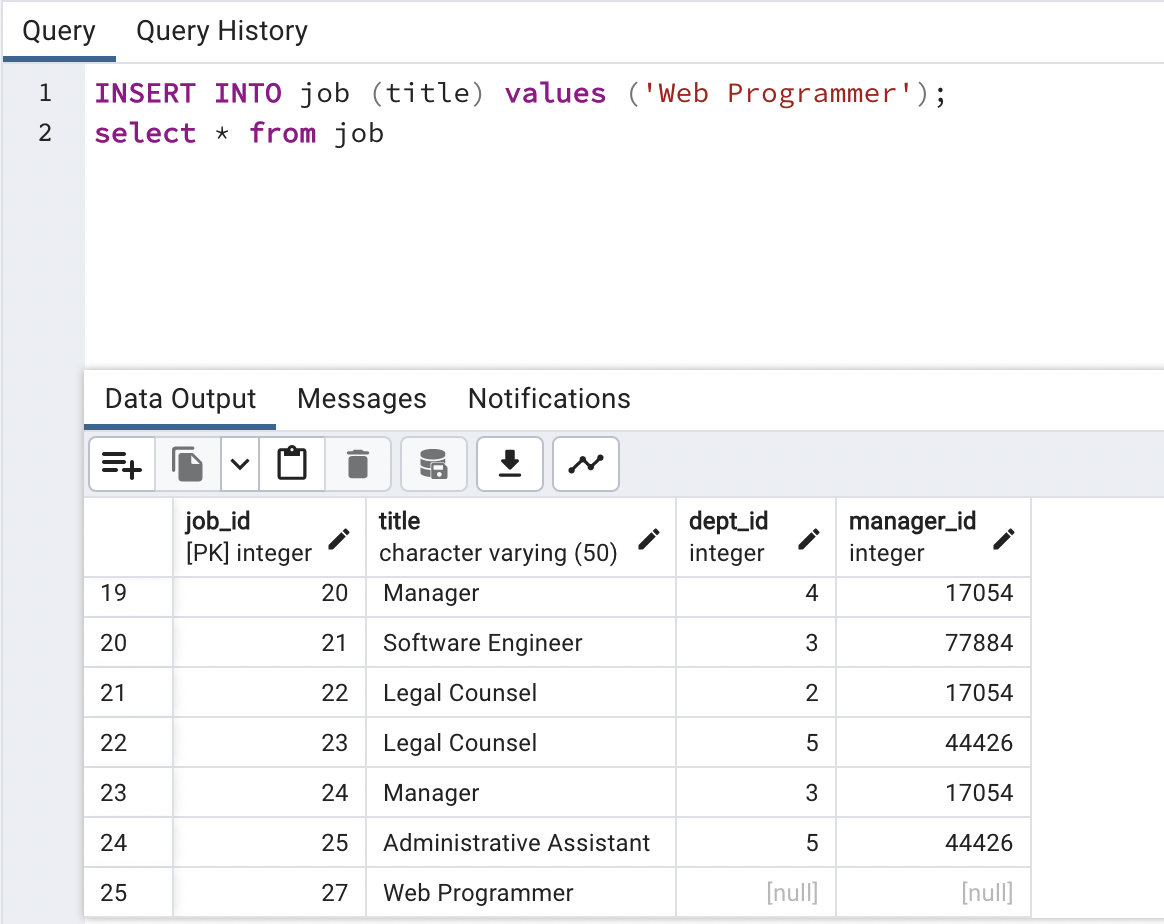 Query Query History
1 INSERT INTO job (title) values ('Web Programmer');
2 select * from job
Data Output Messages Notifications
job_id title dept_id manager_id
[PK] integer character varying (50) integer integer
19 20 Manager 4 17054
20 21 Software Engineer 3 77884
21 22 Legal Counsel 2 17054
22 23 Legal Counsel 5 44426
23 24 Manager 3 17054
24 25 Administrative Assistant 5 44426
25 27 Web Programmer [null] [null]